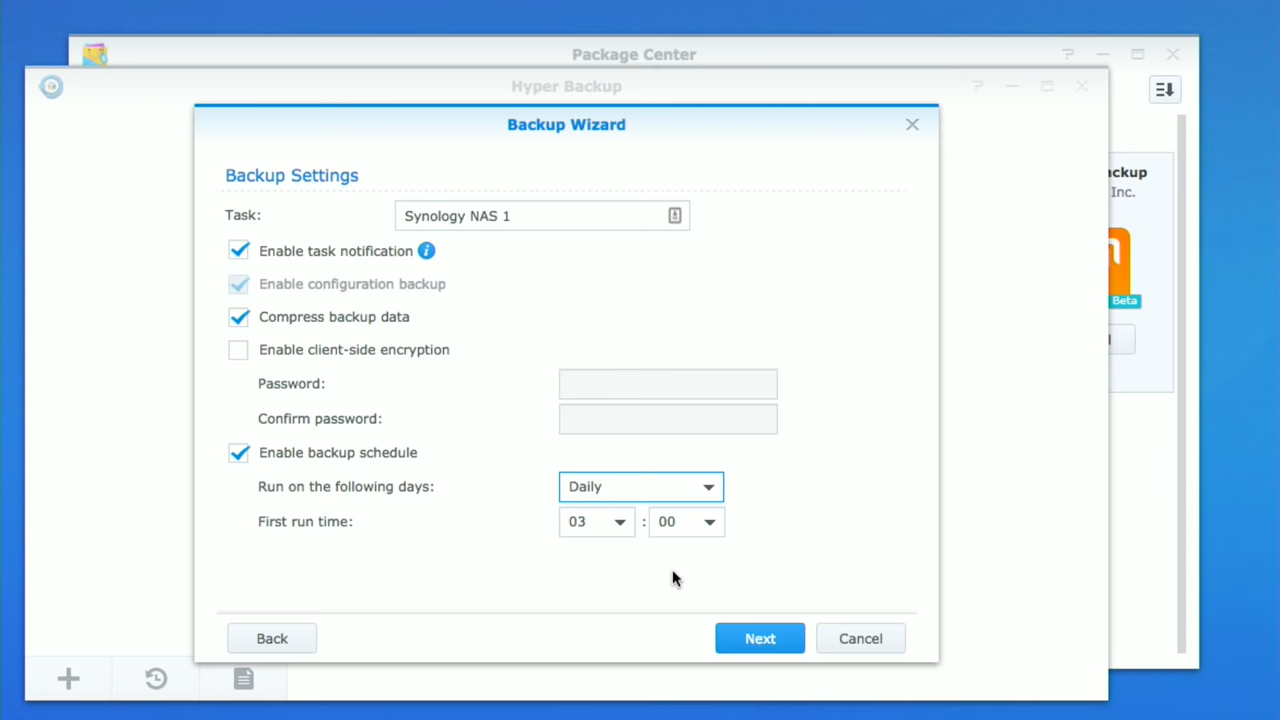 Package Center
Hyper Backup
Backup Wizard
Backup Settings
Task: Synology NAS 1
Enable task notification
Enable configuration backup
Compress backup data
Enable client-side encryption
Password:
Confirm password:
Enable backup schedule
Run on the following days: Daily
First run time: 03 : 00
Back Next Cancel
ackup
Inc.
Beta